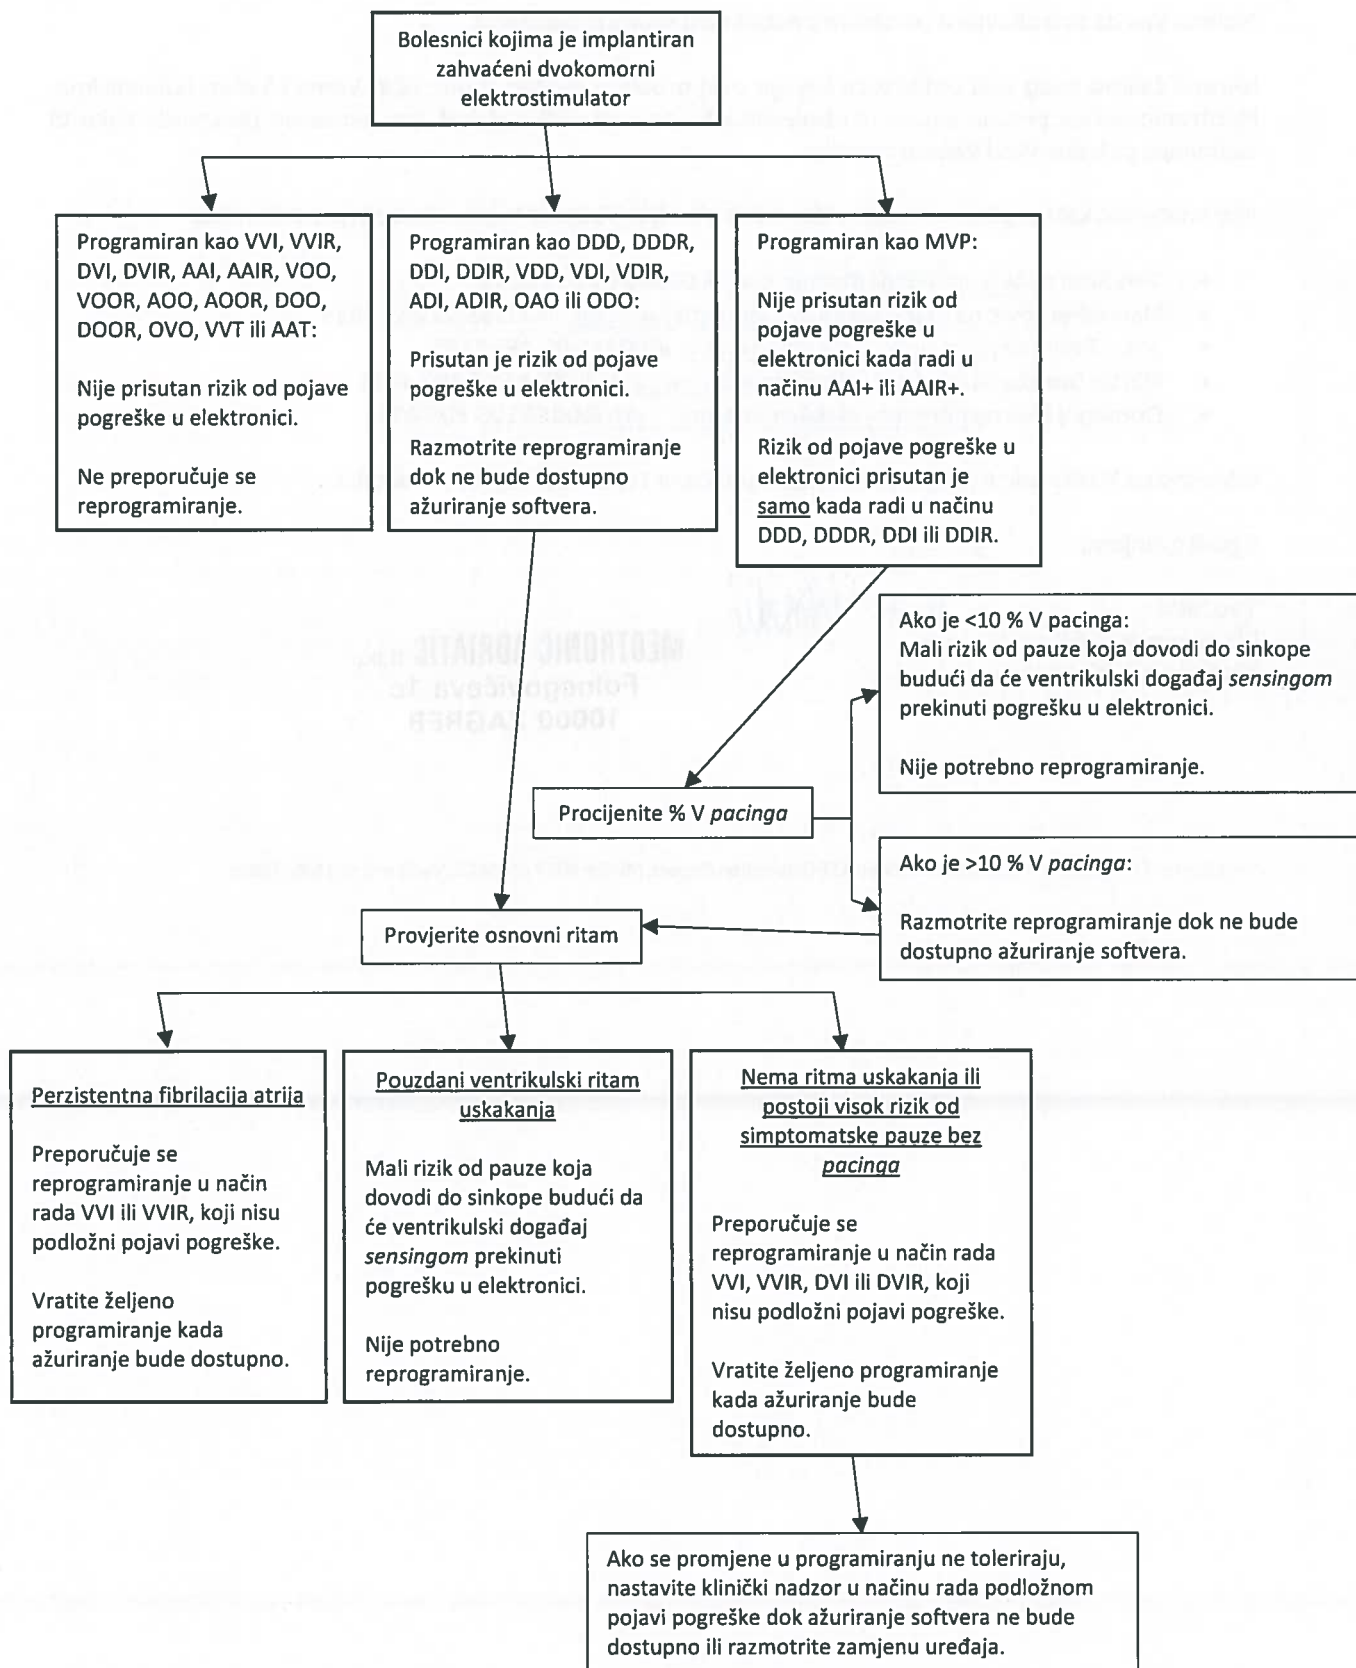 Bolesnici kojima je implantiran
zahvaćeni dvokomorni
elektrostimulator
Programiran kao VVI, VVIR,
DVI, DVIR, AAI, AAIR, VOO,
VOOR, AOO, AOOR, DOO,
DOOR, OVO, VVT ili AAT:
Nije prisutan rizik od pojave
pogreške u elektronici.
Ne preporučuje se
reprogramiranje.
Programiran kao DDD, DDDR,
DDI, DDIR, VDD, VDI, VDIR,
ADI, ADIR, OAO ili ODO:
Prisutan je rizik od pojave
pogreške u elektronici.
Razmotrite reprogramiranje
dok ne bude dostupno
ažuriranje softvera.
Programiran kao MVP:
Nije prisutan rizik od
pojave pogreške u
elektronici kada radi u
načinu AAI+ ili AAIR+.
Rizik od pojave pogreške u
elektronici prisutan je
samo kada radi u načinu
DDD, DDDR, DDI ili DDIR.
MEDTRONIC ADRIATIC d.o.o.
Folnegovićeva 1c
10000 ZAGREB
Ako je <10 % V pacinga:
Mali rizik od pauze koja dovodi do sinkope
budući da će ventrikulski događaj sensingom
prekinuti pogrešku u elektronici.
Nije potrebno reprogramiranje.
Procijenite % V pacinga
Ako je >10 % V pacinga:
Razmotrite reprogramiranje dok ne bude
dostupno ažuriranje softvera.
Provjerite osnovni ritam
Perzistentna fibrilacija atrija
Preporučuje se
reprogramiranje u način
rada VVI ili VVIR, koji nisu
podložni pojavi pogreške.
Vratite željeno
programiranje kada
ažuriranje bude dostupno.
Pouzdani ventrikulski ritam
uskakanja
Mali rizik od pauze koja
dovodi do sinkope budući da
će ventrikulski događaj
sensingom prekinuti
pogrešku u elektronici.
Nije potrebno
reprogramiranje.
Nema ritma uskakanja ili
postoji visok rizik od
simptomatske pauze bez
pacinga
Preporučuje se
reprogramiranje u način rada
VVI, VVIR, DVI ili DVIR, koji
nisu podložni pojavi pogreške.
Vratite željeno programiranje
kada ažuriranje bude
dostupno.
Ako se promjene u programiranju ne toleriraju,
nastavite klinički nadzor u načinu rada podložnom
pojavi pogreške dok ažuriranje softvera ne bude
dostupno ili razmotrite zamjenu uređaja.